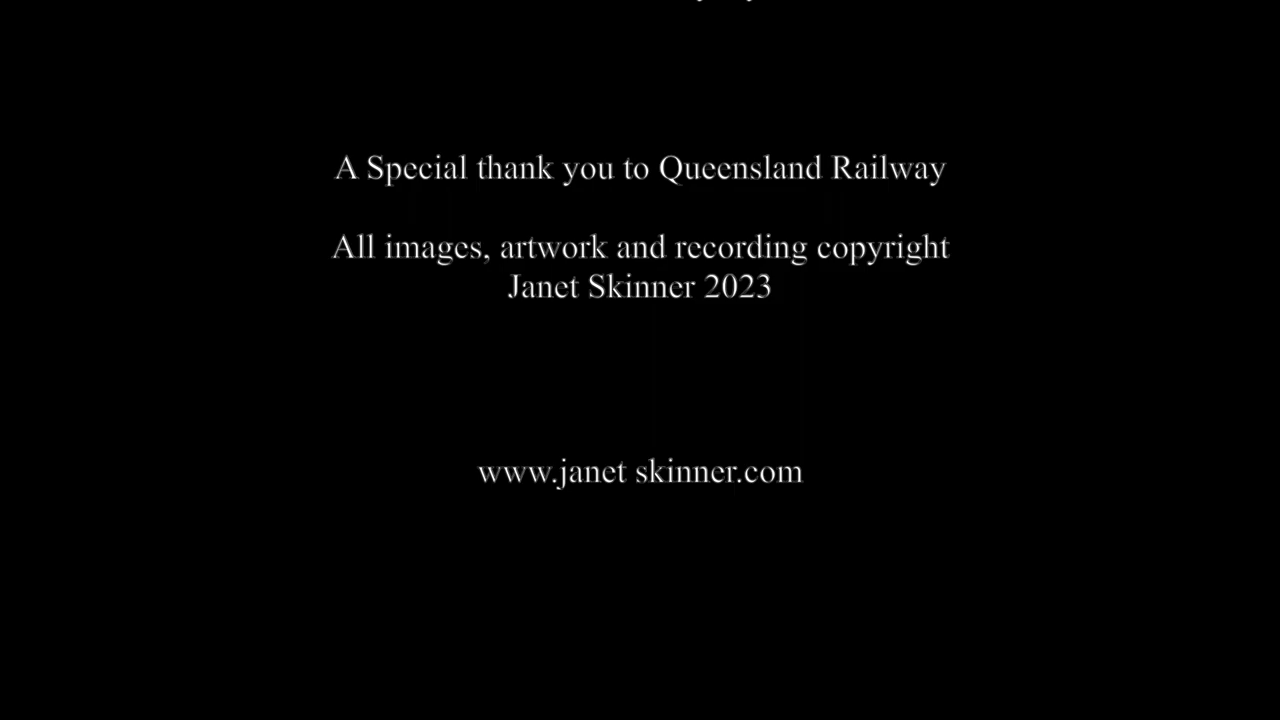 A Special thank you to Queensland Railway
All images, artwork and recording copyright
Janet Skinner 2023
www.janet skinner.com